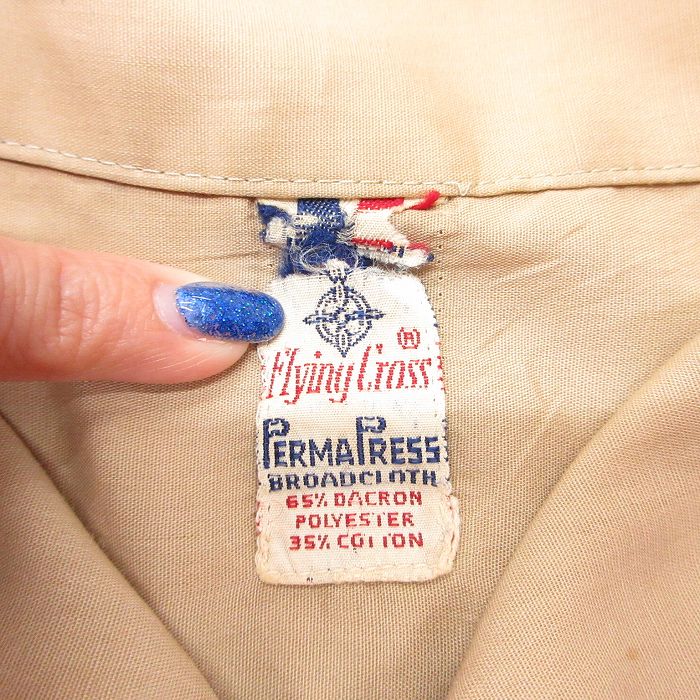 Flying Cross ®
PERMAPRESS
BROADCLOTH
65% DACRON
POLYESTER
35% COTTON